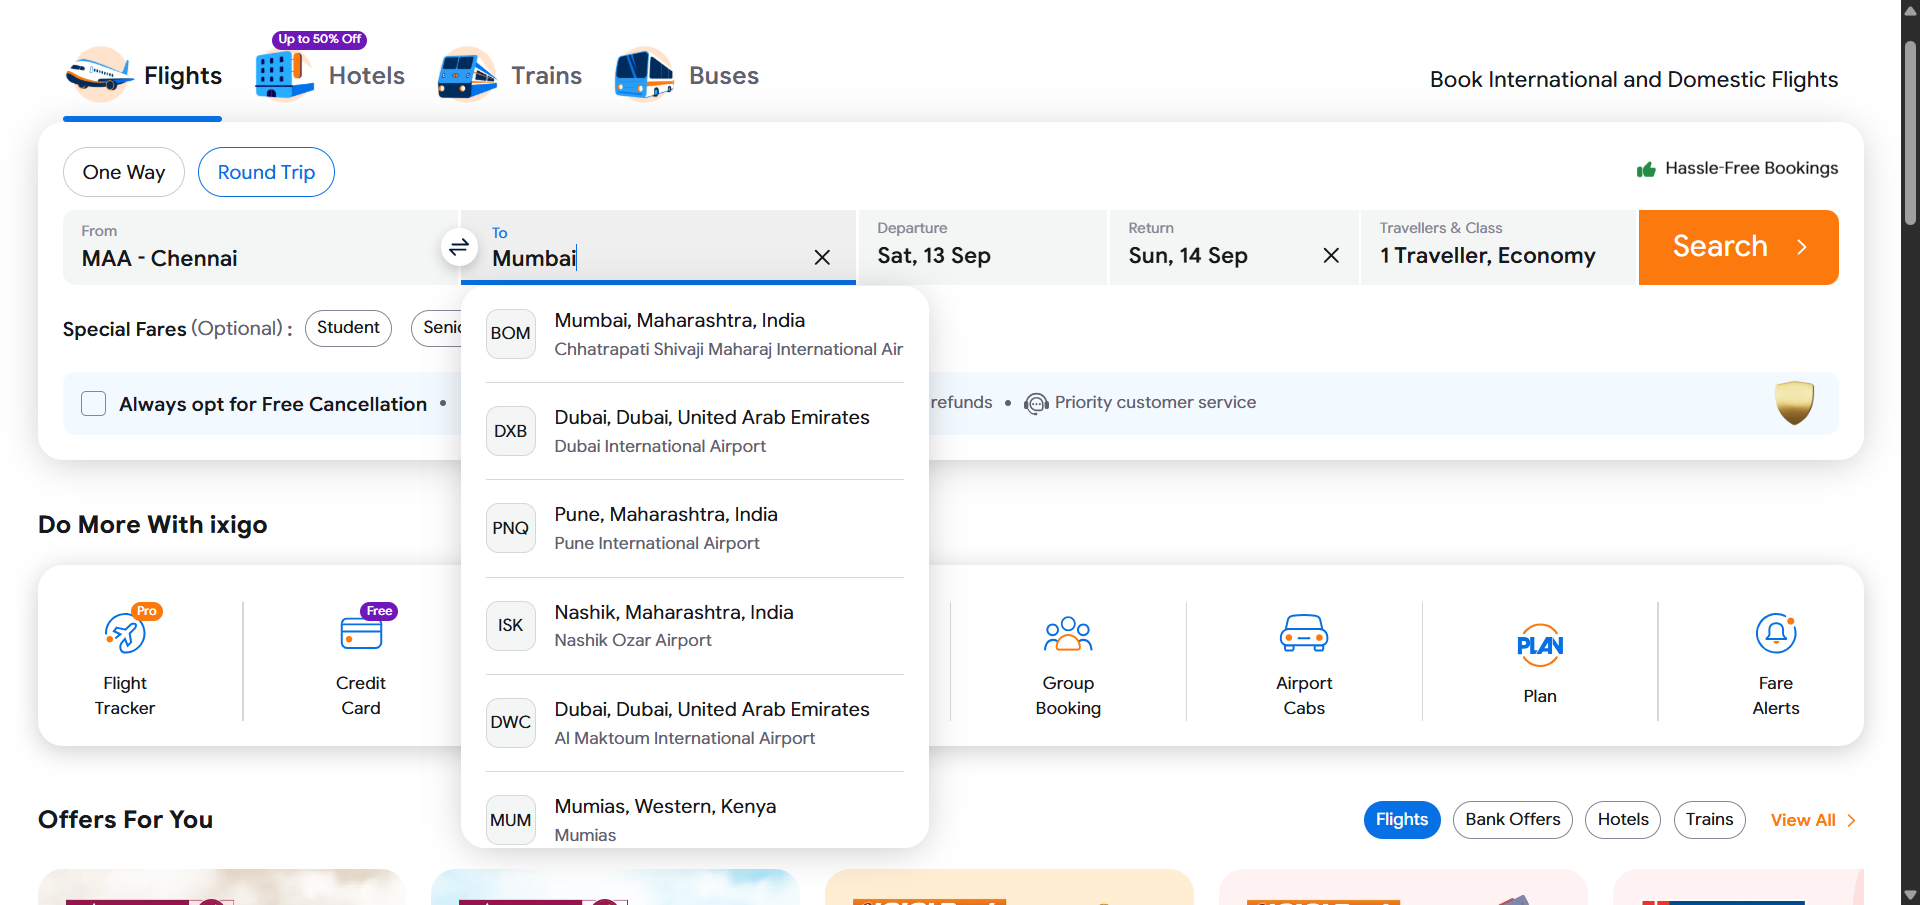 Up to 50% Off
Flights
Hotels
Trains
Buses
Book International and Domestic Flights
One Way
Round Trip
Hassle-Free Bookings
From
MAA - Chennai
To
Mumbai
Departure
Sat, 13 Sep
Return
Sun, 14 Sep
Travellers & Class
1 Traveller, Economy
Search
Special Fares (Optional) :
Student
Senic
BOM
Mumbai, Maharashtra, India
Chhatrapati Shivaji Maharaj International Air
Always opt for Free Cancellation •
refunds • Priority customer service
DXB
Dubai, Dubai, United Arab Emirates
Dubai International Airport
PNQ
Pune, Maharashtra, India
Pune International Airport
ISK
Nashik, Maharashtra, India
Nashik Ozar Airport
DWC
Dubai, Dubai, United Arab Emirates
Al Maktoum International Airport
MUM
Mumias, Western, Kenya
Mumias
Do More With ixigo
Pro
Flight
Tracker
Free
Credit
Card
Group
Booking
Airport
Cabs
PLAN
Plan
Fare
Alerts
Offers For You
Flights
Bank Offers
Hotels
Trains
View All